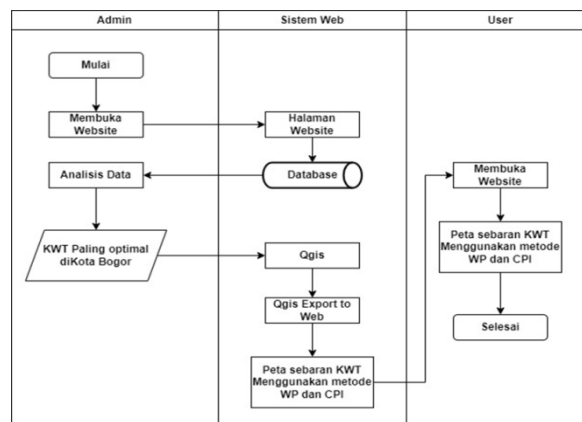 Admin
Sistem Web
User
Mulai
Membuka
Website
Halaman
Website
Analisis Data
Database
Membuka
Website
KWT Paling optimal
diKota Bogor
Qgis
Peta sebaran KWT
Menggunakan metode
WP dan CPI
Qgis Export to
Web
Selesai
Peta sebaran KWT
Menggunakan metode
WP dan CPI